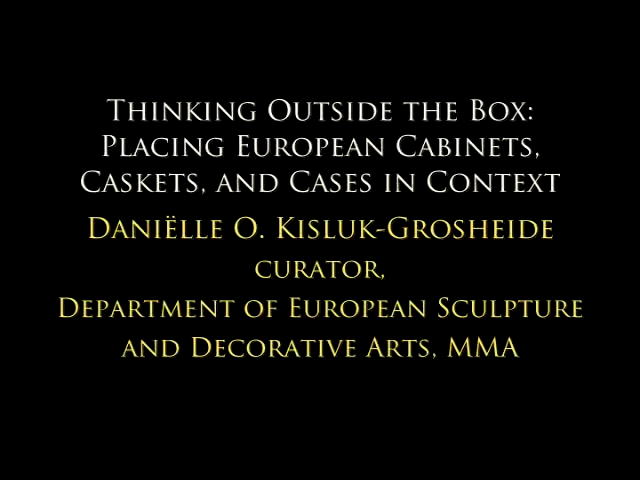 Thinking Outside the Box:
Placing European Cabinets,
Caskets, and Cases in Context
Daniëlle O. Kisluk-Grosheide
curator,
Department of European Sculpture
and Decorative Arts, MMA